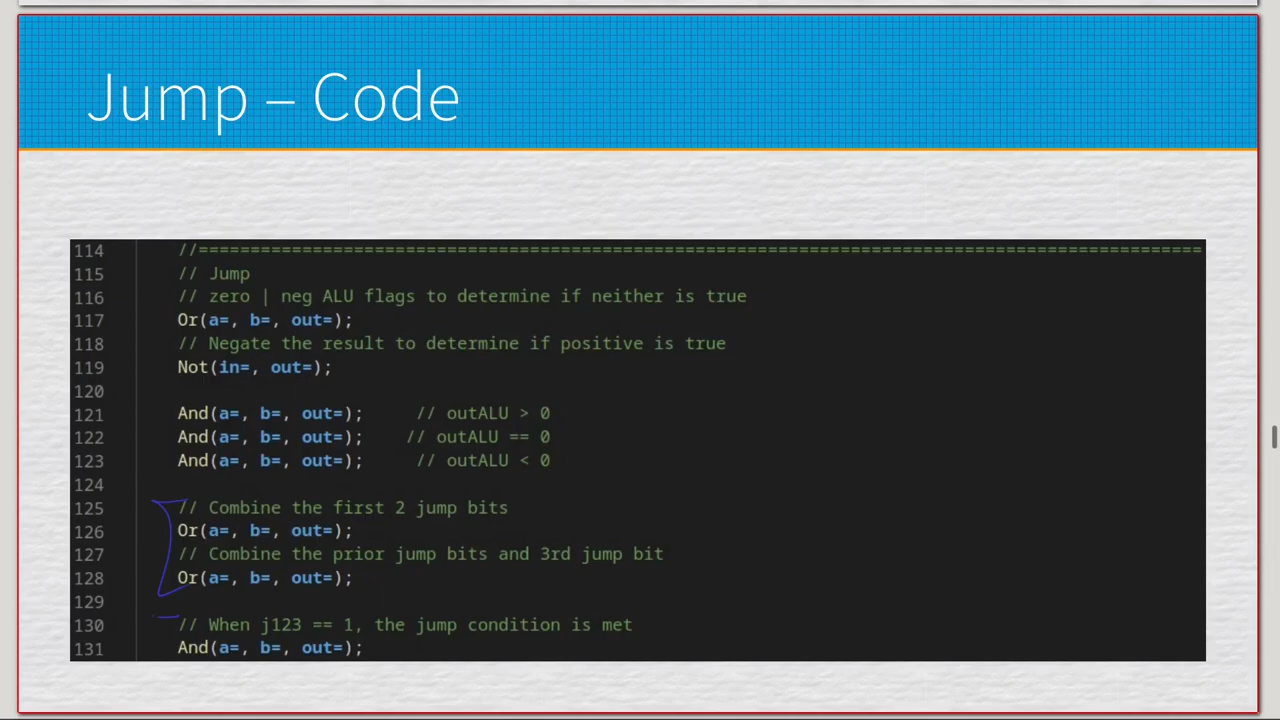 Jump – Code
114 //=================================================================================================
115 // Jump
116 // zero | neg ALU flags to determine if neither is true
117 Or(a=, b=, out=);
118 // Negate the result to determine if positive is true
119 Not(in=, out=);
120
121 And(a=, b=, out=); // outALU > 0
122 And(a=, b=, out=); // outALU == 0
123 And(a=, b=, out=); // outALU < 0
124
125 // Combine the first 2 jump bits
126 Or(a=, b=, out=);
127 // Combine the prior jump bits and 3rd jump bit
128 Or(a=, b=, out=);
129
130 // When j123 == 1, the jump condition is met
131 And(a=, b=, out=);